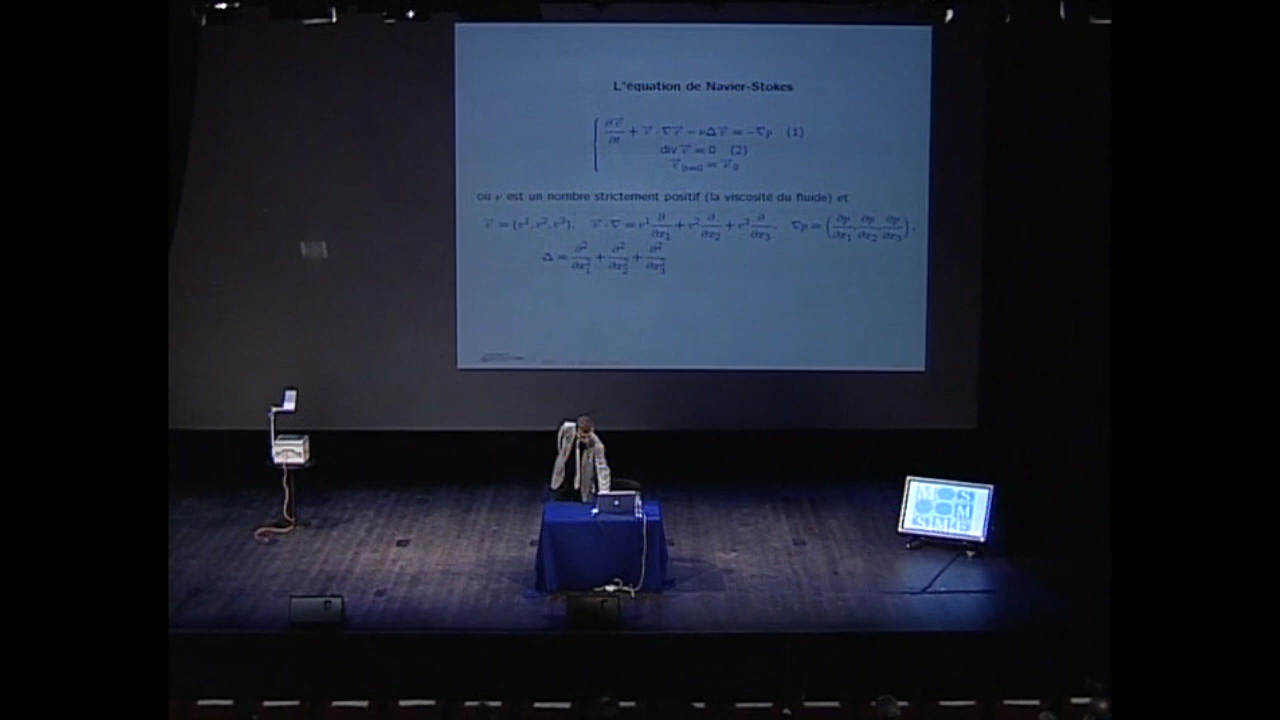 L'équation de Navier-Stokes
∂v⃗/∂t + v⃗ · ∇v⃗ − νΔv⃗ = −∇p (1)
div v⃗ = 0 (2)
v⃗|t=0 = v⃗0
où ν est un nombre strictement positif (la viscosité du fluide) et
v⃗ = (v¹, v², v³), v⃗ · ∇ = v¹ ∂/∂x₁ + v² ∂/∂x₂ + v³ ∂/∂x₃, ∇p = (∂p/∂x₁, ∂p/∂x₂, ∂p/∂x₃),
Δ = ∂²/∂x₁² + ∂²/∂x₂² + ∂²/∂x₃²
M S
M
S M F